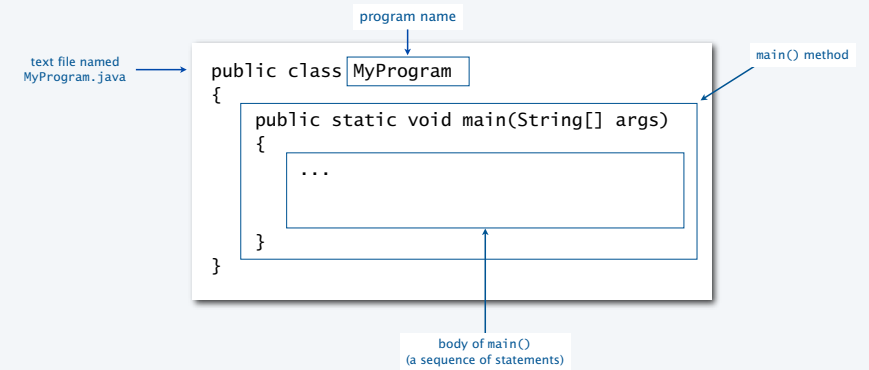 program name
text file named
MyProgram.java
main() method
public class MyProgram
{
public static void main(String[] args)
{
...
}
}
body of main()
(a sequence of statements)